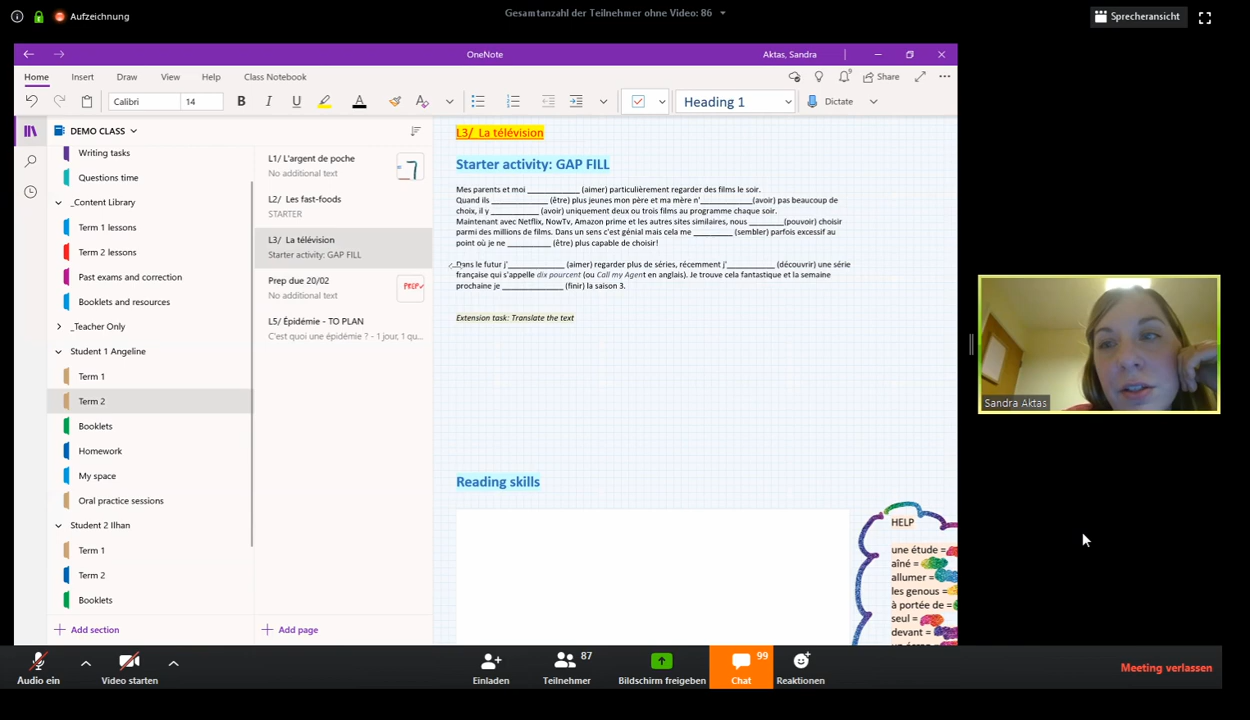 Aufzeichnung
Gesamtanzahl der Teilnehmer ohne Video: 86
Sprecheransicht
OneNote
Aktas, Sandra
Home Insert Draw View Help Class Notebook
Share
Calibri 14 B I U A Heading 1 Dictate
DEMO CLASS
Writing tasks
Questions time
_Content Library
Term 1 lessons
Term 2 lessons
Past exams and correction
Booklets and resources
_Teacher Only
Student 1 Angeline
Term 1
Term 2
Booklets
Homework
My space
Oral practice sessions
Student 2 Ilhan
Term 1
Term 2
Booklets
Add section
L1/ L'argent de poche
No additional text
L2/ Les fast-foods
STARTER
L3/ La télévision
Starter activity: GAP FILL
Prep due 20/02
No additional text
PREP
L5/ Épidémie - TO PLAN
C'est quoi une épidémie ? - 1 jour, 1 qu...
Add page
L3/ La télévision
Starter activity: GAP FILL
Mes parents et moi ____________ (aimer) particulièrement regarder des films le soir.
Quand ils _____________ (être) plus jeunes mon père et ma mère n'____________(avoir) pas beaucoup de
choix, il y ___________ (avoir) uniquement deux ou trois films au programme chaque soir.
Maintenant avec Netflix, NowTv, Amazon prime et les autres sites similaires, nous ________(pouvoir) choisir
parmi des millions de films. Dans un sens c'est génial mais cela me _________ (sembler) parfois excessif au
point où je ne __________ (être) plus capable de choisir!
Dans le futur j'_____________ (aimer) regarder plus de séries, récemment j'___________ (découvrir) une série
française qui s'appelle dix pourcent (ou Call my Agent en anglais). Je trouve cela fantastique et la semaine
prochaine je ______________ (finir) la saison 3.
Extension task: Translate the text
Reading skills
HELP
une étude =
aîné =
allumer =
les genous =
à portée de =
seul =
devant =
Sandra Aktas
Audio ein
Video starten
Einladen
87
Teilnehmer
Bildschirm freigeben
99
Chat
Reaktionen
Meeting verlassen